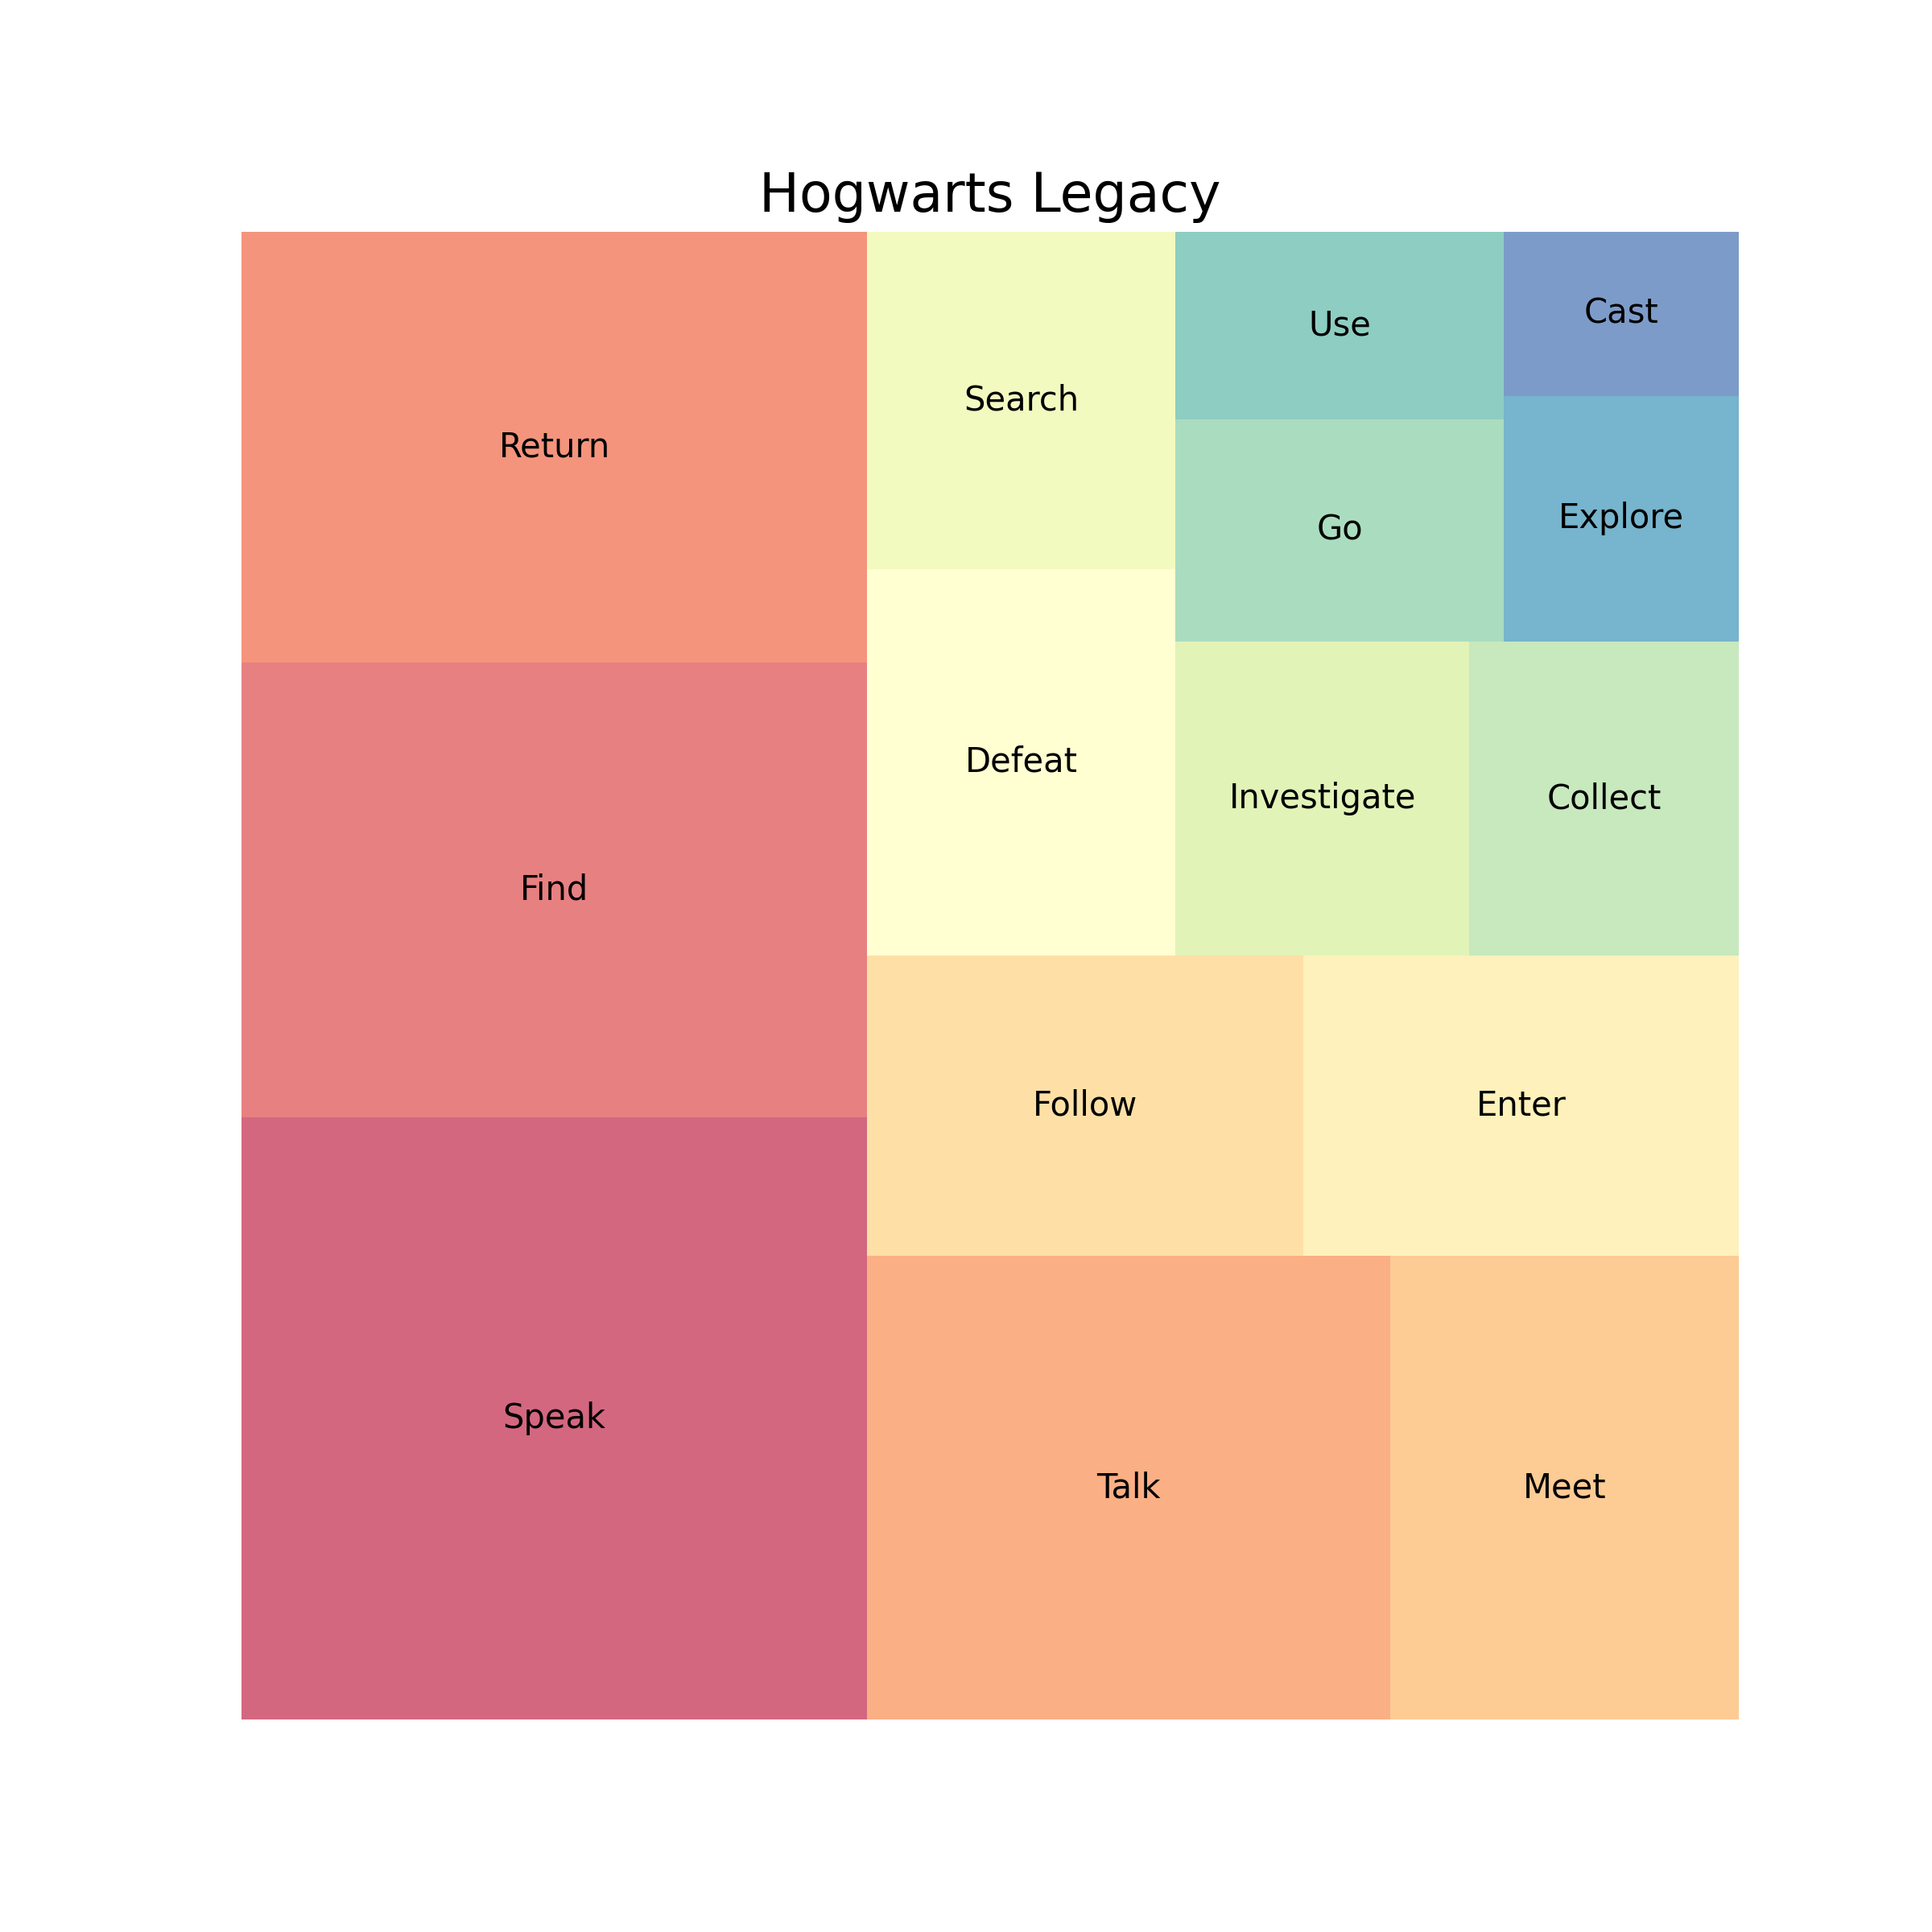 Hogwarts Legacy
Return
Search
Use
Cast
Go
Explore
Defeat
Investigate
Collect
Find
Follow
Enter
Speak
Talk
Meet